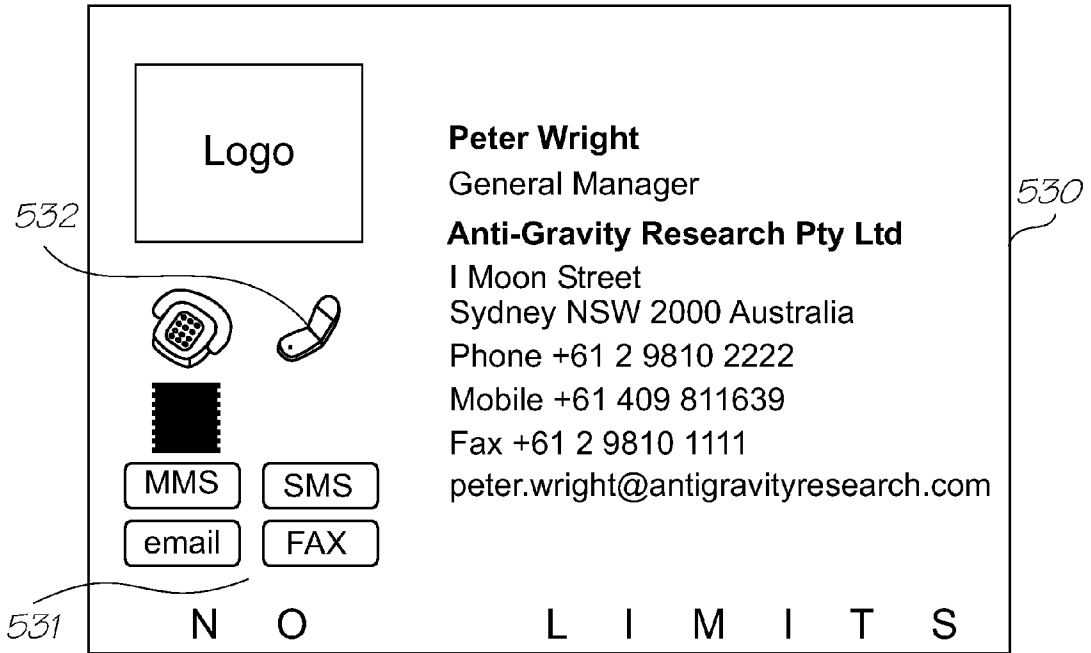 Logo
Peter Wright
General Manager
Anti-Gravity Research Pty Ltd
I Moon Street
Sydney NSW 2000 Australia
Phone +61 2 9810 2222
Mobile +61 409 811639
Fax +61 2 9810 1111
peter.wright@antigravityresearch.com
MMS SMS
email FAX
NO LIMITS
532
530
531